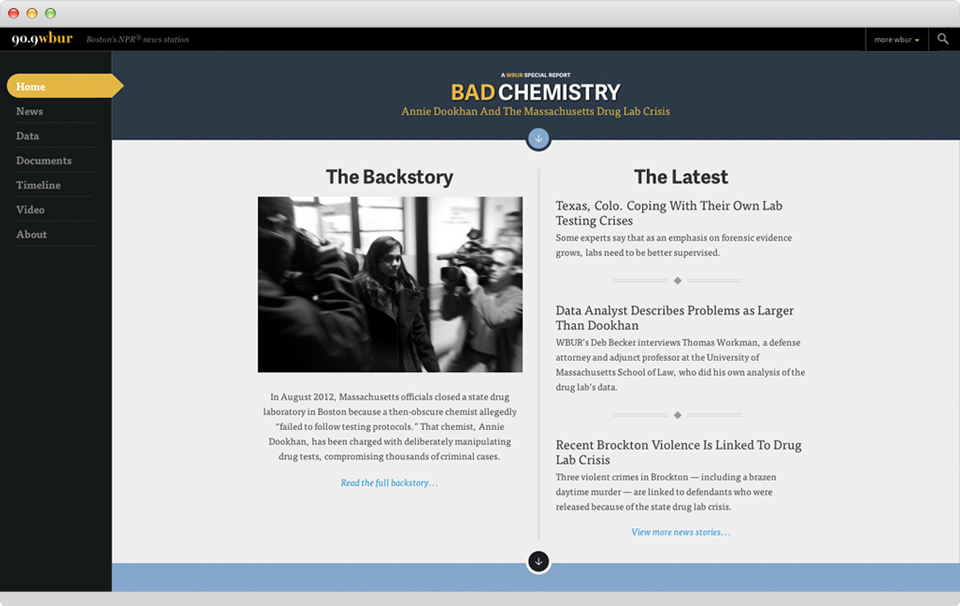 90.9wbur Boston's NPR® news station more wbur
Home
News
Data
Documents
Timeline
Video
About
A WBUR SPECIAL REPORT
BAD CHEMISTRY
Annie Dookhan And The Massachusetts Drug Lab Crisis
The Backstory
In August 2012, Massachusetts officials closed a state drug
laboratory in Boston because a then-obscure chemist allegedly
“failed to follow testing protocols.” That chemist, Annie
Dookhan, has been charged with deliberately manipulating
drug tests, compromising thousands of criminal cases.
Read the full backstory…
The Latest
Texas, Colo. Coping With Their Own Lab
Testing Crises
Some experts say that as an emphasis on forensic evidence
grows, labs need to be better supervised.
Data Analyst Describes Problems as Larger
Than Dookhan
WBUR's Deb Becker interviews Thomas Workman, a defense
attorney and adjunct professor at the University of
Massachusetts School of Law, who did his own analysis of the
drug lab's data.
Recent Brockton Violence Is Linked To Drug
Lab Crisis
Three violent crimes in Brockton — including a brazen
daytime murder — are linked to defendants who were
released because of the state drug lab crisis.
View more news stories…